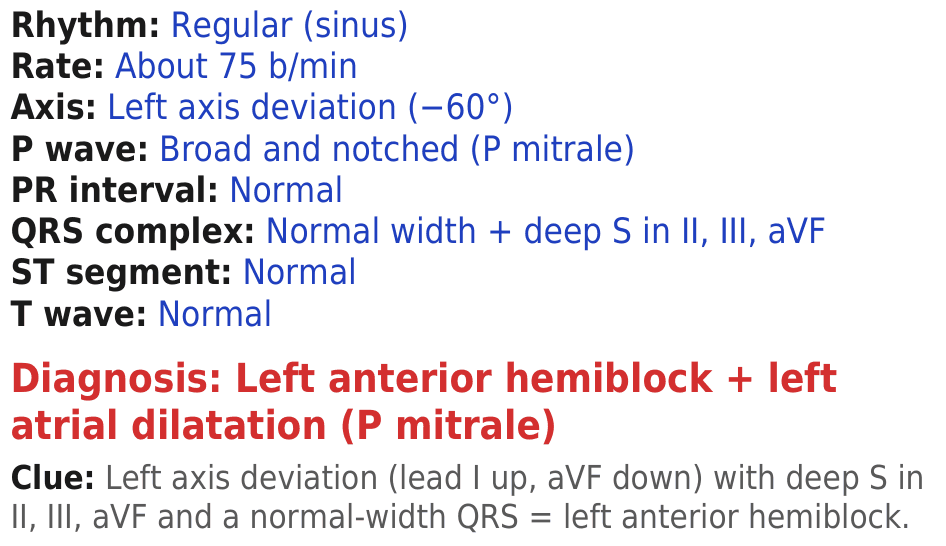 Rhythm: Regular (sinus)
Rate: About 75 b/min
Axis: Left axis deviation (−60°)
P wave: Broad and notched (P mitrale)
PR interval: Normal
QRS complex: Normal width + deep S in II, III, aVF
ST segment: Normal
T wave: Normal
Diagnosis: Left anterior hemiblock + left
atrial dilatation (P mitrale)
Clue: Left axis deviation (lead I up, aVF down) with deep S in
II, III, aVF and a normal-width QRS = left anterior hemiblock.